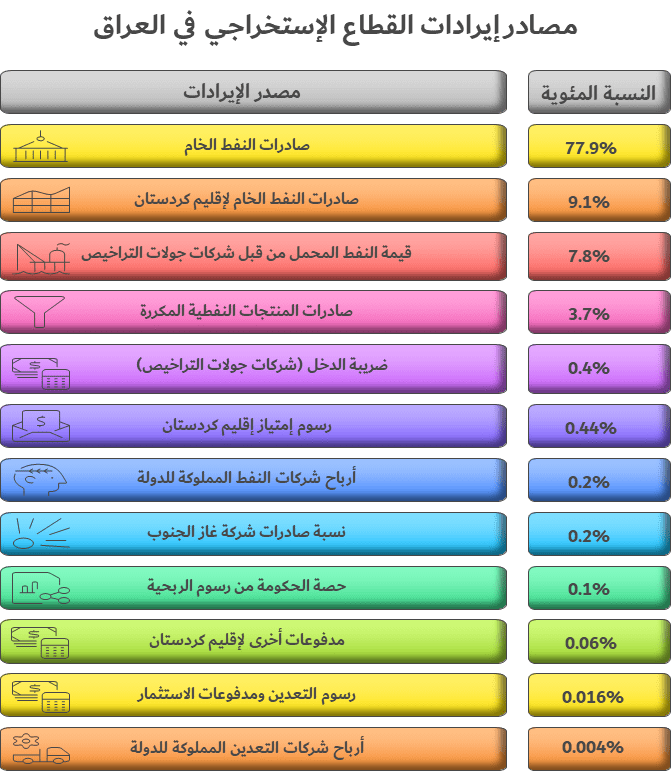 مصادر إيرادات القطاع الإستخراجي في العراق
النسبة المئوية
مصدر الإيرادات
77.9%
صادرات النفط الخام
9.1%
صادرات النفط الخام لإقليم كردستان
7.8%
قيمة النفط المحمل من قبل شركات جولات التراخيص
3.7%
صادرات المنتجات النفطية المكررة
0.4%
ضريبة الدخل (شركات جولات التراخيص)
0.44%
رسوم إمتياز إقليم كردستان
0.2%
أرباح شركات النفط المملوكة للدولة
0.2%
نسبة صادرات شركة غاز الجنوب
0.1%
حصة الحكومة من رسوم الربحية
0.06%
مدفوعات أخرى لإقليم كردستان
0.016%
رسوم التعدين ومدفوعات الاستثمار
0.004%
أرباح شركات التعدين المملوكة للدولة